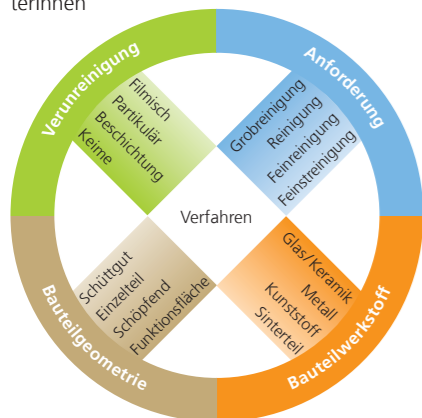 terInnen
Verunreinigung
Filmisch
Partikulär
Beschichtung
Keime
Anforderung
Grobreinigung
Reinigung
Feinreinigung
Feinstreinigung
Verfahren
Bauteilgeometrie
Schüttgut
Einzelteil
Schöpfend
Funktionsfläche
Bauteilwerkstoff
Glas/Keramik
Metall
Kunststoff
Sinterteil